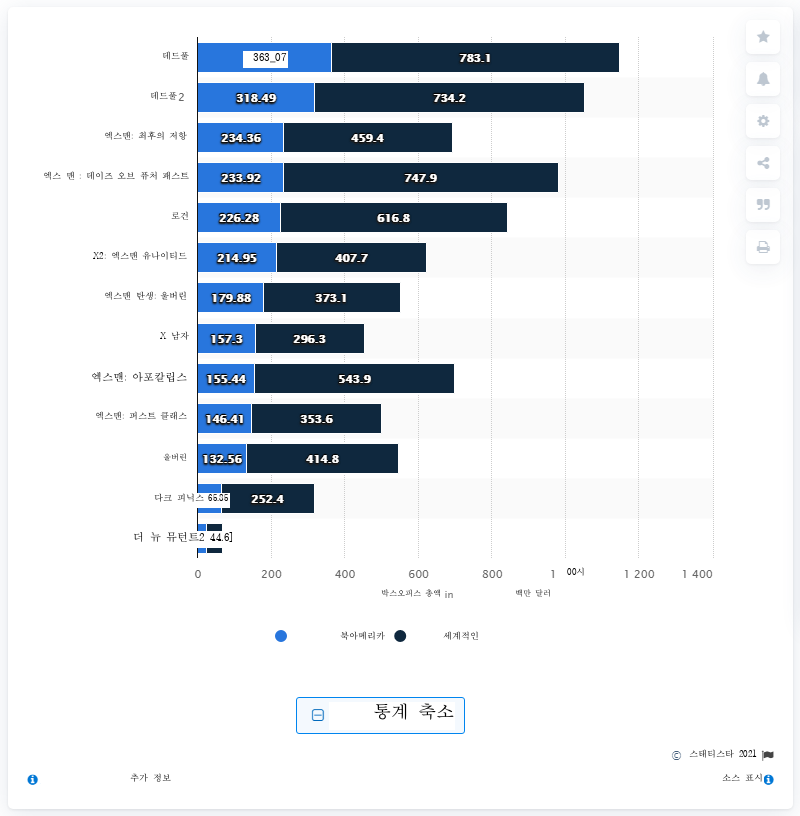 데드풀 363_07 783.1
데드풀 2 318.49 734.2
엑스맨: 최후의 저항 234.36 459.4
엑스 맨 : 데이즈 오브 퓨처 패스트 233.92 747.9
로건 226.28 616.8
X2: 엑스맨 유나이티드 214.95 407.7
엑스맨 탄생: 울버린 179.88 373.1
X 남자 157.3 296.3
엑스맨: 아포칼립스 155.44 543.9
엑스맨: 퍼스트 클래스 146.41 353.6
울버린 132.56 414.8
다크 피닉스 65.85 252.4
더 뉴 뮤턴트2 44.6]
0 200 400 600 800 1 00시 1 200 1 400
박스오피스 총액 in 백만 달러
북아메리카 세계적인
통계 축소
© 스태티스타 2021
추가 정보 소스 표시